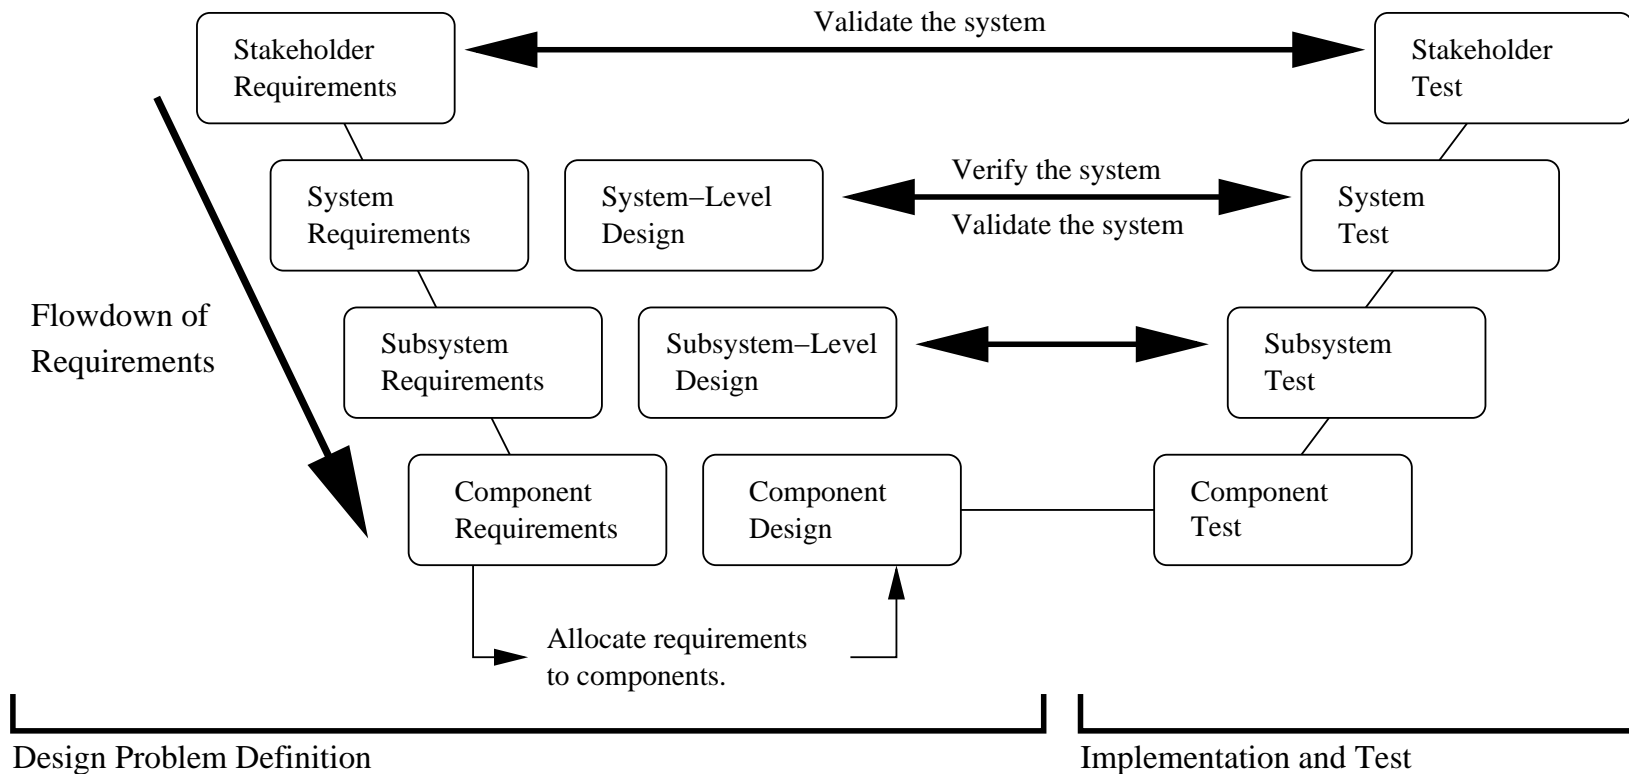 Validate the system
Stakeholder
Requirements
Stakeholder
Test
System
Requirements
System−Level
Design
Verify the system
Validate the system
System
Test
Flowdown of
Requirements
Subsystem
Requirements
Subsystem−Level
Design
Subsystem
Test
Component
Requirements
Component
Design
Component
Test
Allocate requirements
to components.
Design Problem Definition
Implementation and Test